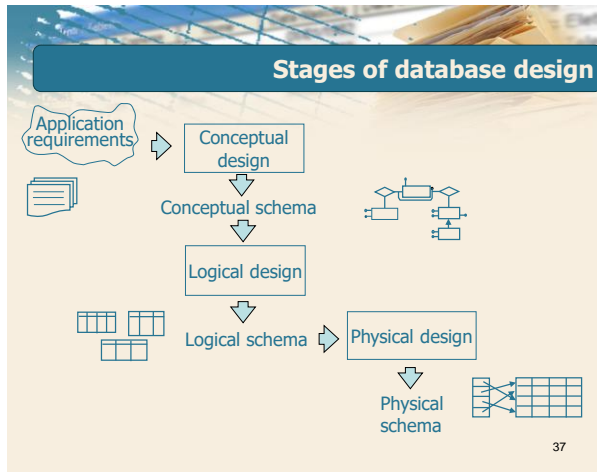 Stages of database design
Application
requirements
Conceptual
design
Conceptual schema
Logical design
Logical schema
Physical design
Physical
schema
37